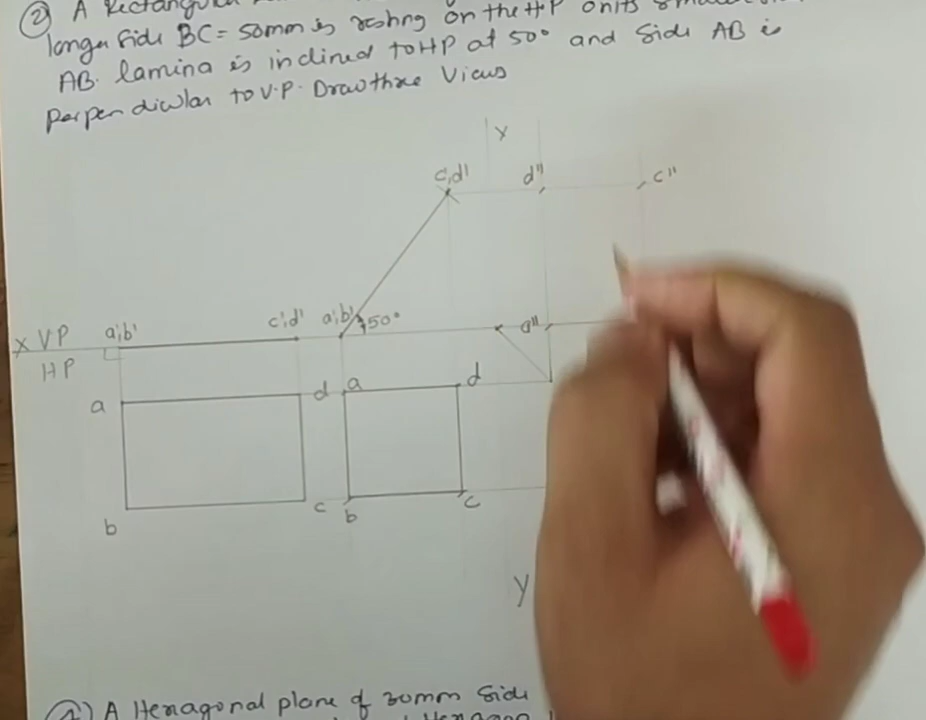 ② A Rectangular
longer side BC = 50mm is resting on the H.P on its
AB. lamina is inclined to HP at 50° and side AB is
perpendicular to V.P. Draw three Views
Y
c',d' d" c"
X VP a',b' c',d' a',b' 50° a"
HP
a d a d
b c b c
Y
A Hexagonal plane of 30mm side